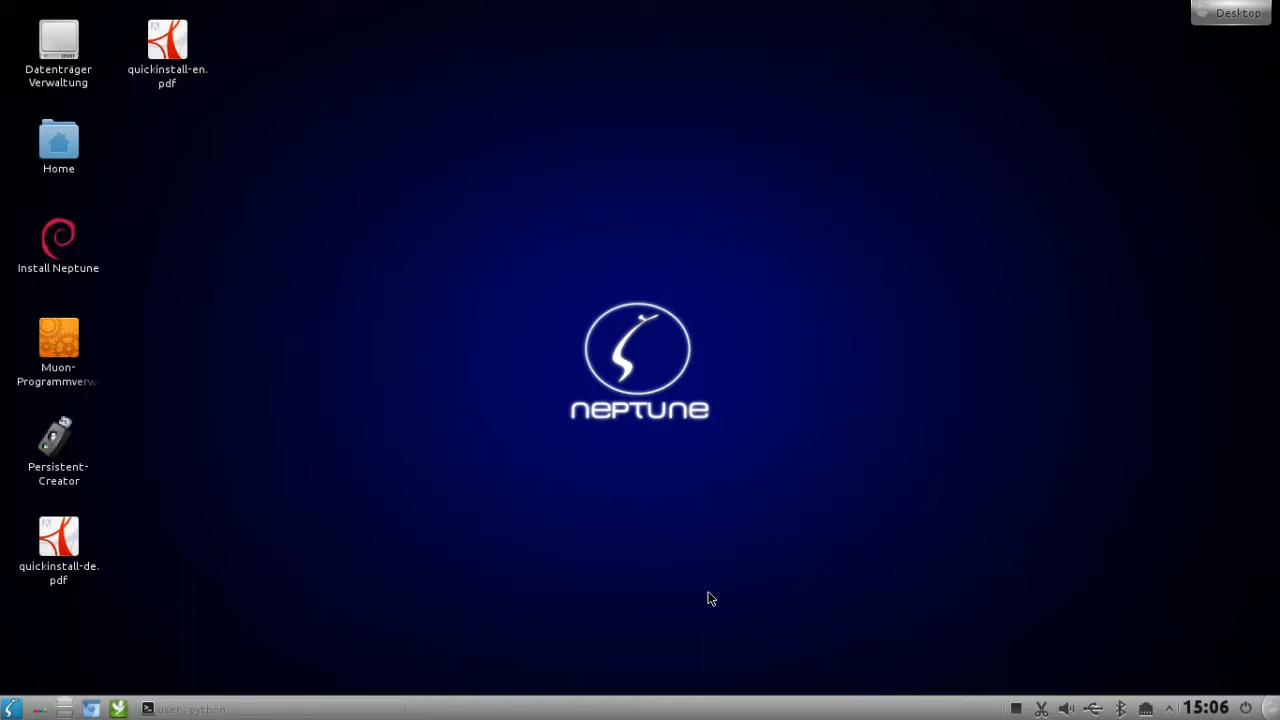 Desktop
Datenträger
Verwaltung
quickinstall-en.
pdf
Home
Install Neptune
Muon-
Programmverw
Persistent-
Creator
quickinstall-de.
pdf
NEPTUNE
user : python
15:06